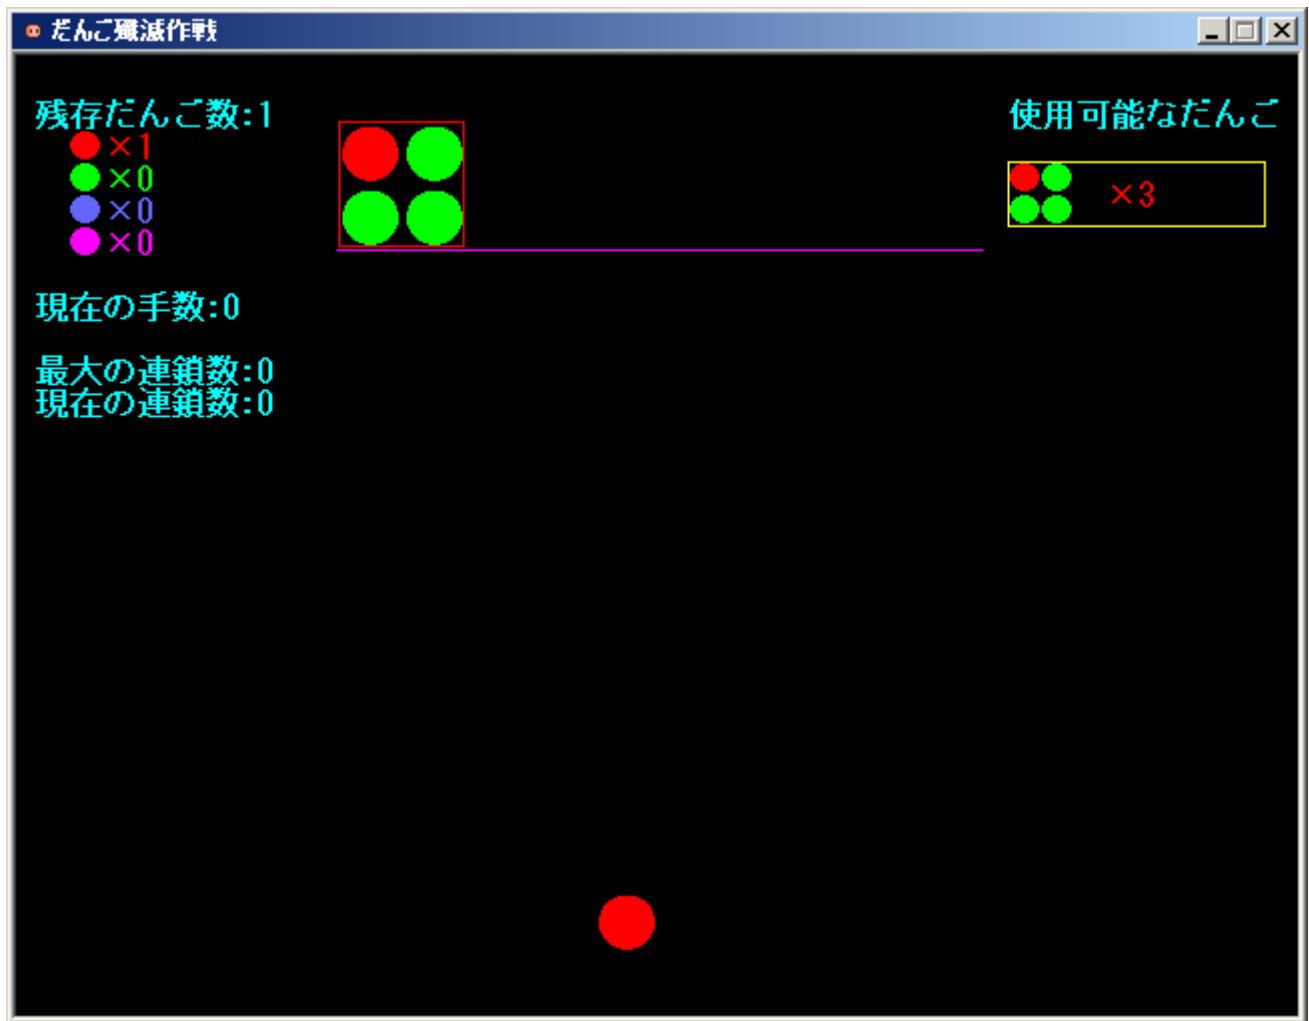 だんご殲滅作戦
残存だんご数:1
×1
×0
×0
×0
現在の手数:0
最大の連鎖数:0
現在の連鎖数:0
使用可能なだんご
×3